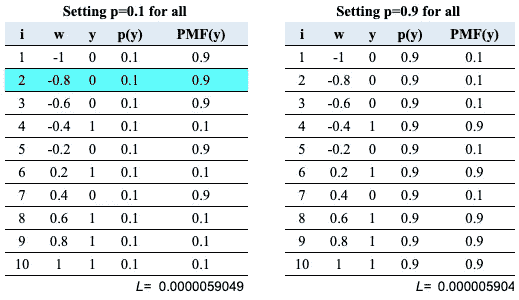 Setting p=0.1 for all
i w y p(y) PMF(y)
1 -1 0 0.1 0.9
2 -0.8 0 0.1 0.9
3 -0.6 0 0.1 0.9
4 -0.4 1 0.1 0.1
5 -0.2 0 0.1 0.9
6 0.2 1 0.1 0.1
7 0.4 0 0.1 0.9
8 0.6 1 0.1 0.1
9 0.8 1 0.1 0.1
10 1 1 0.1 0.1
L= 0.0000059049
Setting p=0.9 for all
i w y p(y) PMF(y)
1 -1 0 0.9 0.1
2 -0.8 0 0.9 0.1
3 -0.6 0 0.9 0.1
4 -0.4 1 0.9 0.9
5 -0.2 0 0.9 0.1
6 0.2 1 0.9 0.9
7 0.4 0 0.9 0.1
8 0.6 1 0.9 0.9
9 0.8 1 0.9 0.9
10 1 1 0.9 0.9
L= 0.000005904